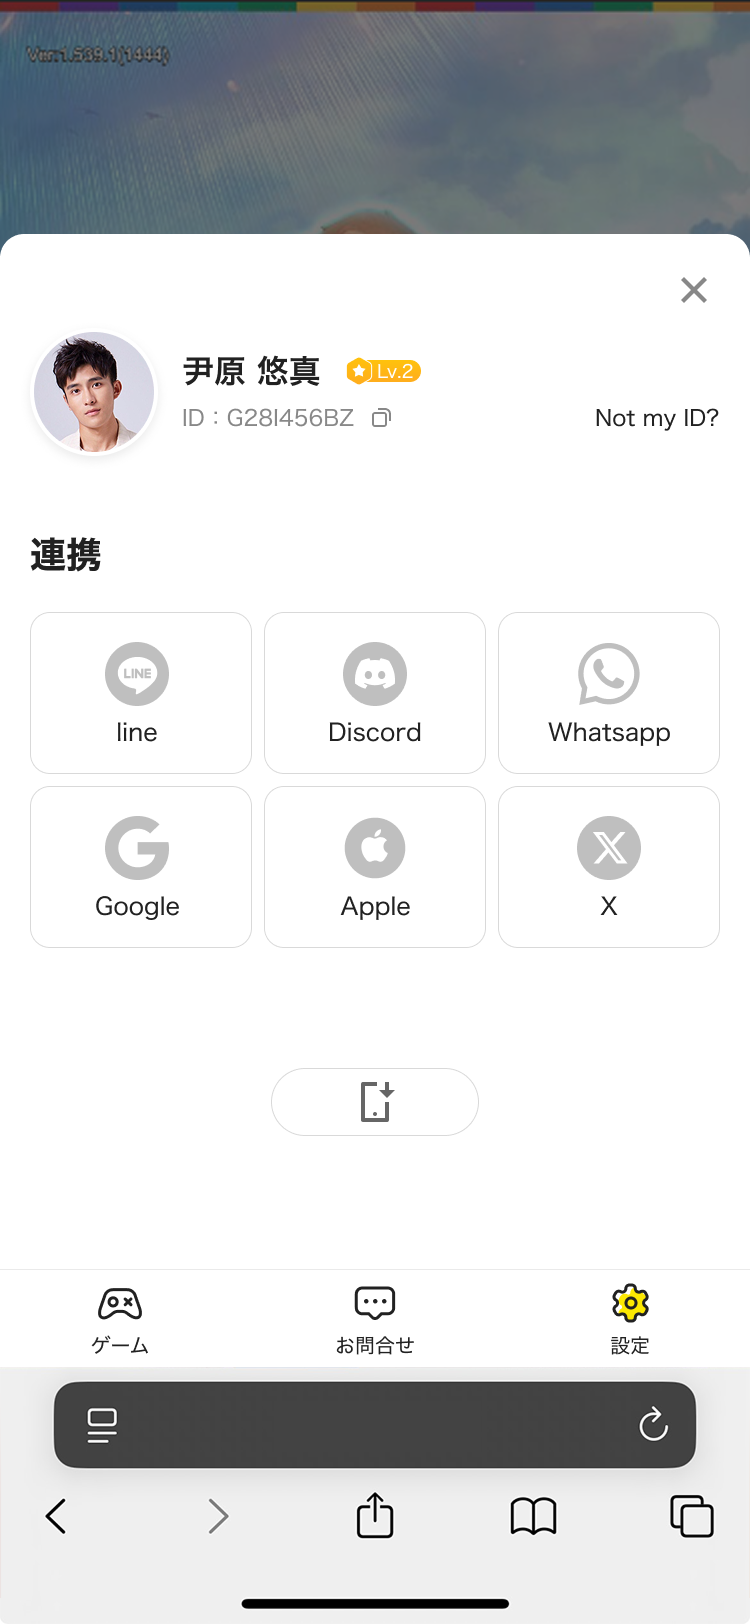 Ver:1.539.1(1444)
尹原 悠真 Lv.2
ID：G28I456BZ
Not my ID?
連携
LINE
line Discord Whatsapp
Google Apple X
ゲーム お問合せ 設定